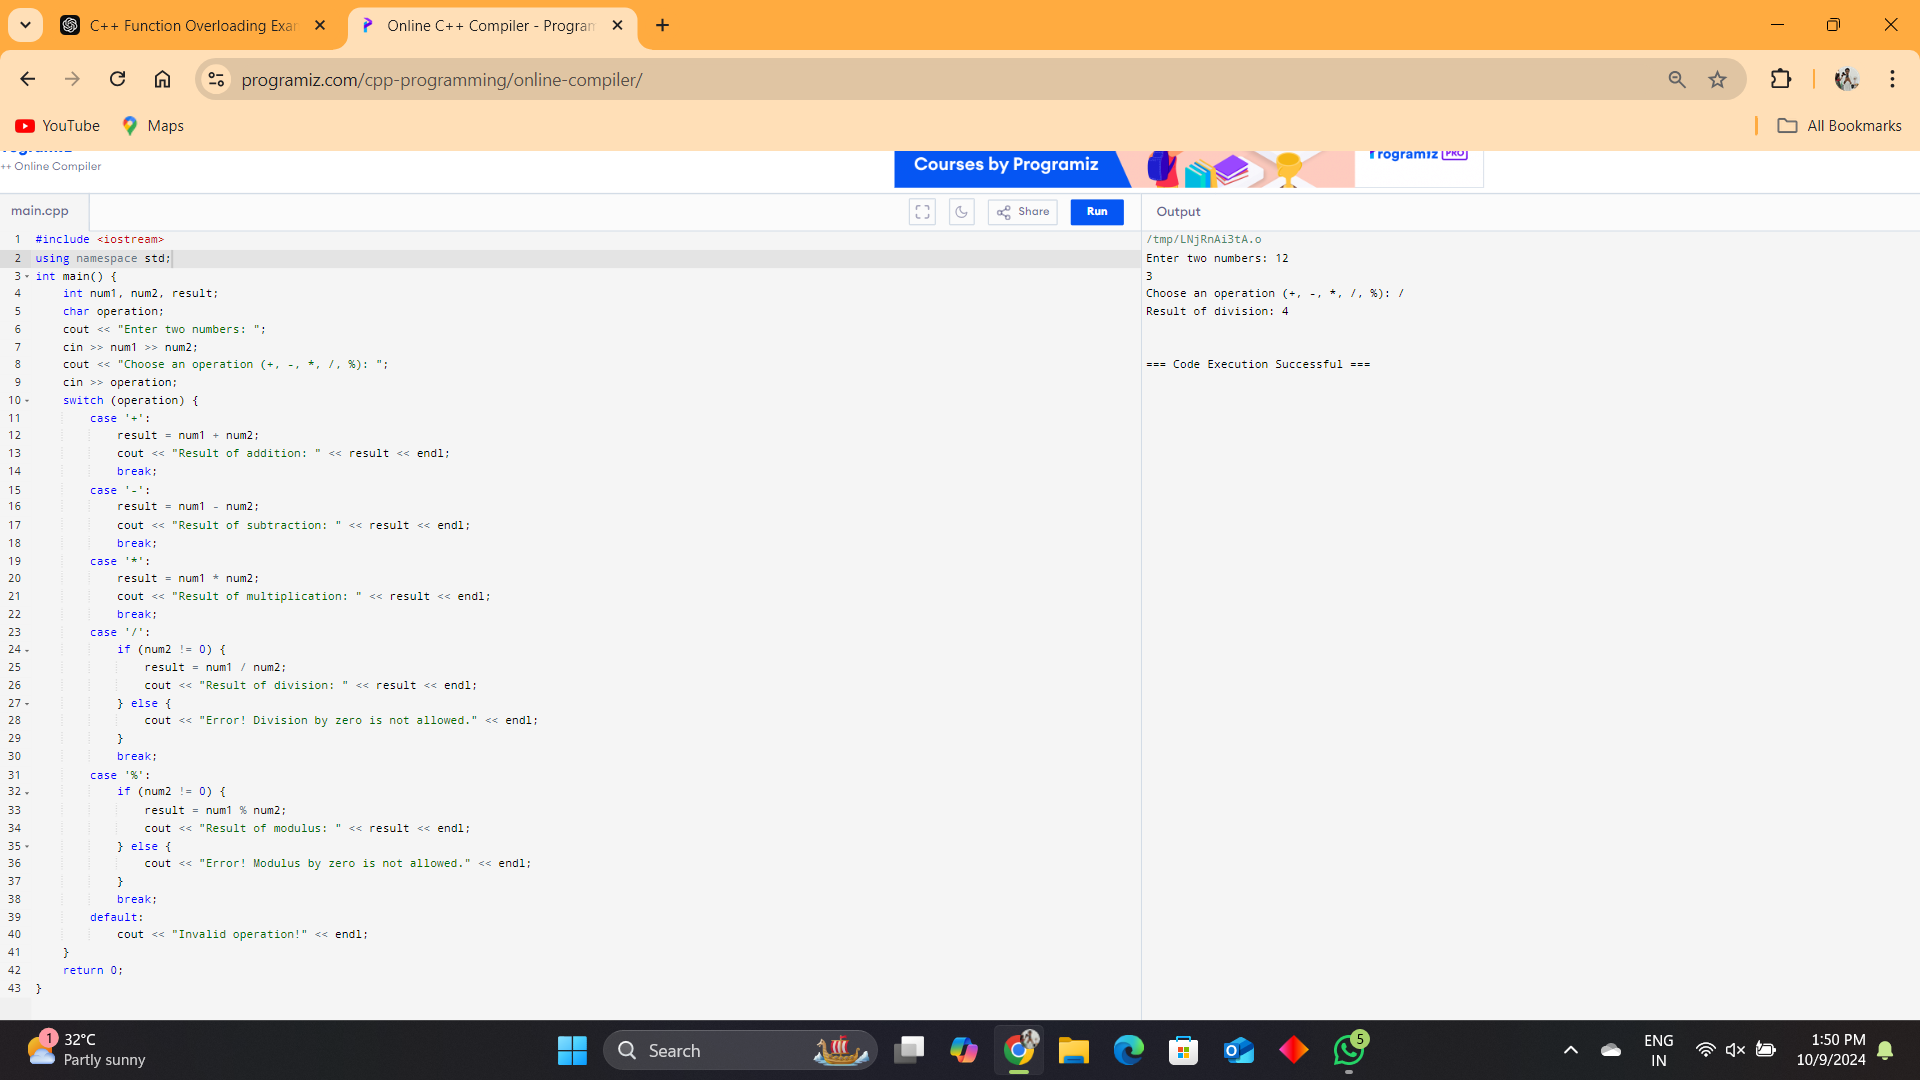 C++ Function Overloading Exa
Online C++ Compiler - Program
programiz.com/cpp-programming/online-compiler/
YouTube
Maps
All Bookmarks
++ Online Compiler
Courses by Programiz
Programiz PRO
main.cpp
Share
Run
Output
1 #include <iostream>
2 using namespace std;
3 int main() {
4 int num1, num2, result;
5 char operation;
6 cout << "Enter two numbers: ";
7 cin >> num1 >> num2;
8 cout << "Choose an operation (+, -, *, /, %): ";
9 cin >> operation;
10 switch (operation) {
11 case '+':
12 result = num1 + num2;
13 cout << "Result of addition: " << result << endl;
14 break;
15 case '-':
16 result = num1 - num2;
17 cout << "Result of subtraction: " << result << endl;
18 break;
19 case '*':
20 result = num1 * num2;
21 cout << "Result of multiplication: " << result << endl;
22 break;
23 case '/':
24 if (num2 != 0) {
25 result = num1 / num2;
26 cout << "Result of division: " << result << endl;
27 } else {
28 cout << "Error! Division by zero is not allowed." << endl;
29 }
30 break;
31 case '%':
32 if (num2 != 0) {
33 result = num1 % num2;
34 cout << "Result of modulus: " << result << endl;
35 } else {
36 cout << "Error! Modulus by zero is not allowed." << endl;
37 }
38 break;
39 default:
40 cout << "Invalid operation!" << endl;
41 }
42 return 0;
43 }
/tmp/LNjRnAi3tA.o
Enter two numbers: 12
3
Choose an operation (+, -, *, /, %): /
Result of division: 4
=== Code Execution Successful ===
1
32°C
Partly sunny
Search
5
ENG
IN
1:50 PM
10/9/2024